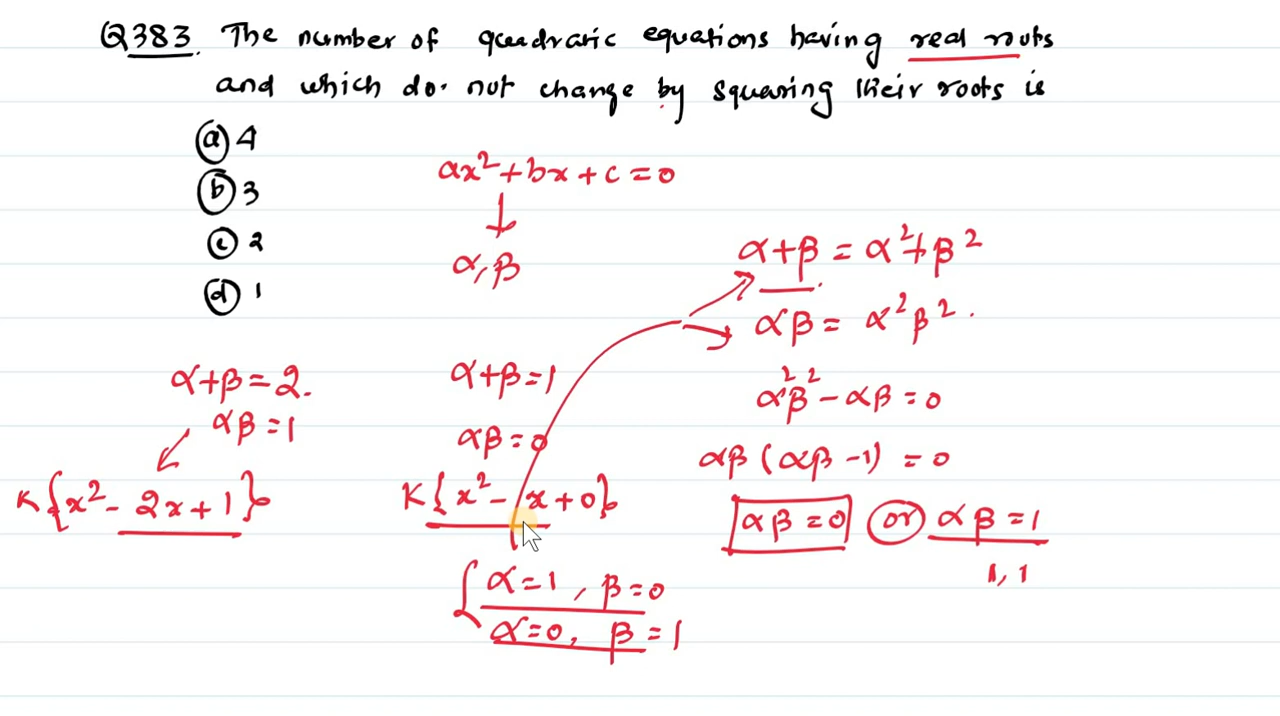 Q383. The number of quadratic equations having real roots
and which do not change by squaring their roots is
(a) 4
(b) 3
(c) 2
(d) 1
ax²+bx+c=0
α,β
α+β = α²+β²
αβ = α²β².
α²β²-αβ=0
αβ(αβ-1)=0
αβ=0 or αβ=1
1,1
α+β=1
αβ=0
K{x²-1x+0}
α=1, β=0
α=0, β=1
α+β=2.
αβ=1
K{x²-2x+1}